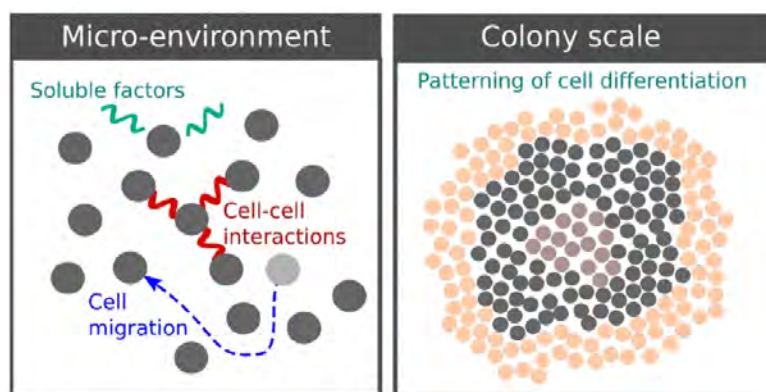 Micro-environment
Soluble factors
Cell-cell
interactions
Cell
migration
Colony scale
Patterning of cell differentiation